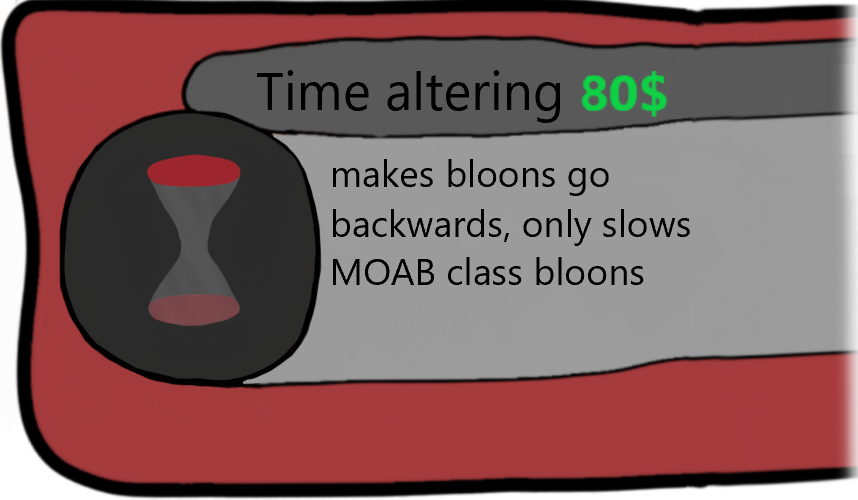 Time altering 80$
makes bloons go
backwards, only slows
MOAB class bloons